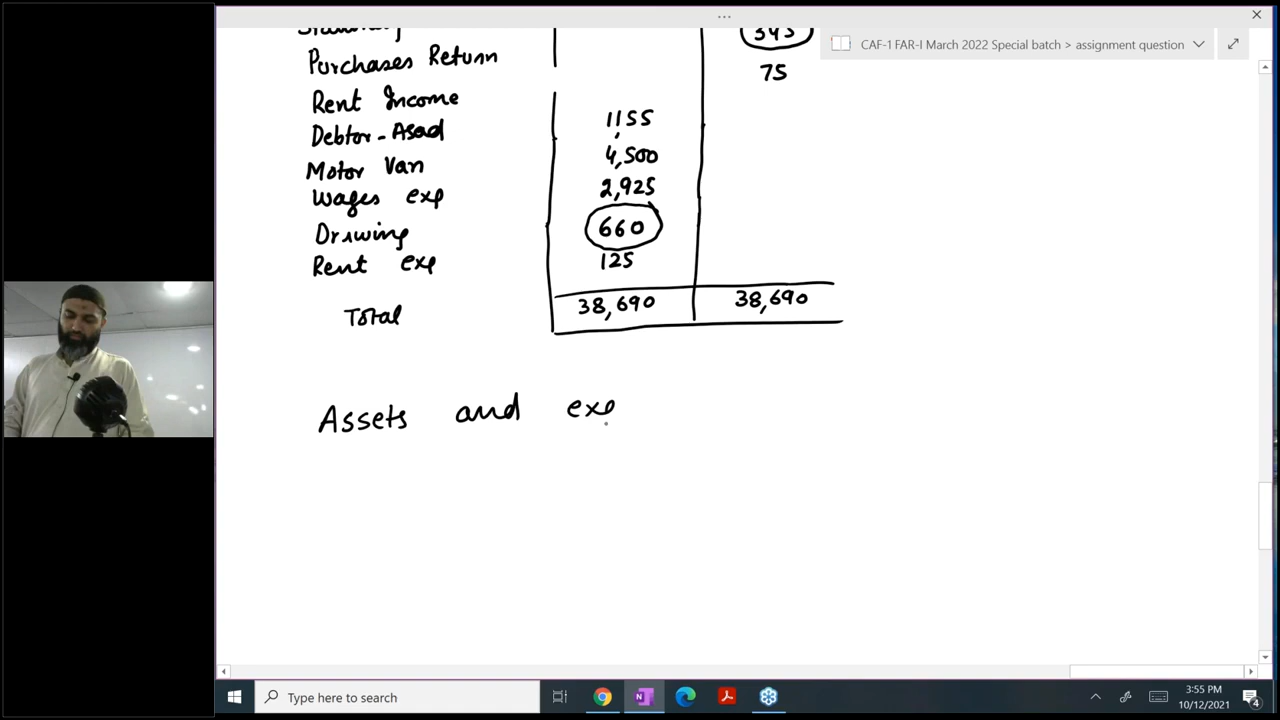 CAF-1 FAR-I March 2022 Special batch > assignment question
Purchases Return 345
Rent Income 75
Debtor - Asad 1155
Motor Van 4,500
Wages exp 2,925
Drawing 660
Rent exp 125
Total 38,690 38,690
Assets and exp
Type here to search
3:55 PM
10/12/2021
4